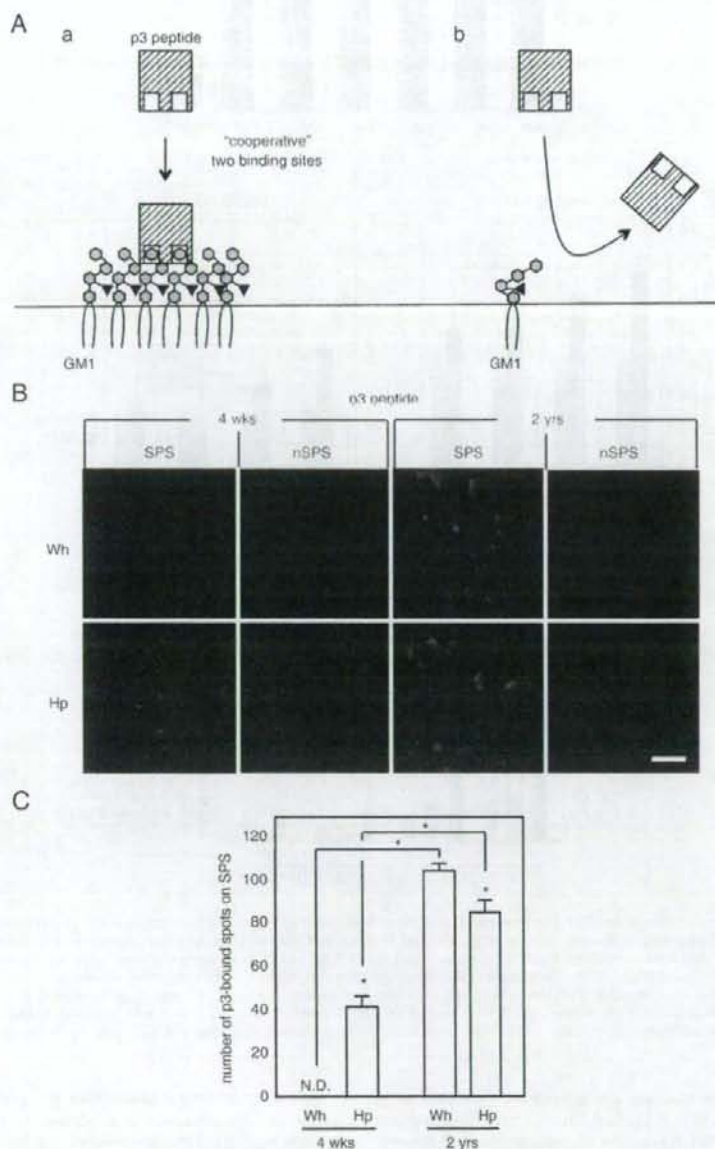 A
a
p3 peptide
b
"cooperative"
two binding sites
GM1
GM1
B
p3 peptide
4 wks
2 yrs
SPS
nSPS
SPS
nSPS
Wh
Hp
C
number of p3-bound spots on SPS
120
100
80
60
40
20
0
*
*
*
*
N.D.
Wh
Hp
Wh
Hp
4 wks
2 yrs